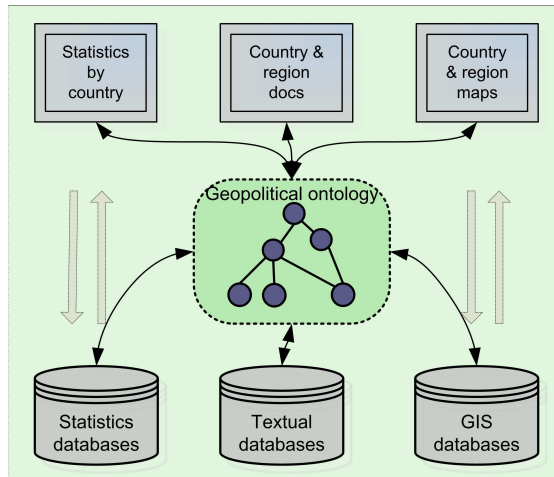 Statistics
by
country
Country &
region
docs
Country
& region
maps
Geopolitical ontology
Statistics
databases
Textual
databases
GIS
databases